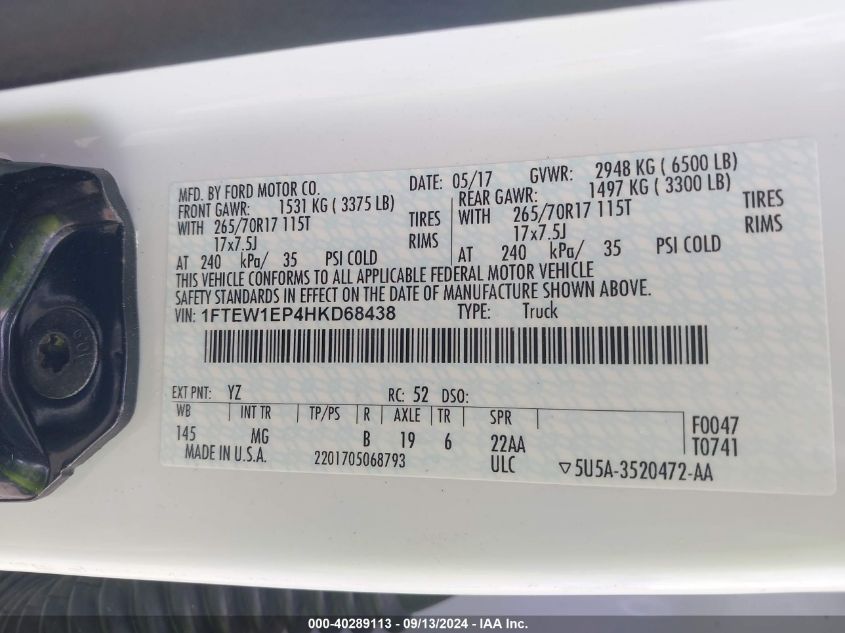 MFD. BY FORD MOTOR CO. DATE: 05/17 GVWR: 2948 KG ( 6500 LB)
FRONT GAWR: 1531 KG ( 3375 LB) REAR GAWR: 1497 KG ( 3300 LB)
WITH 265/70R17 115T TIRES WITH 265/70R17 115T TIRES
17x7.5J RIMS 17x7.5J RIMS
AT 240 kPa/ 35 PSI COLD AT 240 kPa/ 35 PSI COLD
THIS VEHICLE CONFORMS TO ALL APPLICABLE FEDERAL MOTOR VEHICLE
SAFETY STANDARDS IN EFFECT ON THE DATE OF MANUFACTURE SHOWN ABOVE.
VIN: 1FTEW1EP4HKD68438 TYPE: Truck
EXT PNT: YZ RC: 52 DSO:
WB INT TR TP/PS R AXLE TR SPR F0047
145 MG B 19 6 22AA T0741
MADE IN U.S.A. 2201705068793 ULC ▽5U5A-3520472-AA
000-40289113 - 09/13/2024 - IAA Inc.